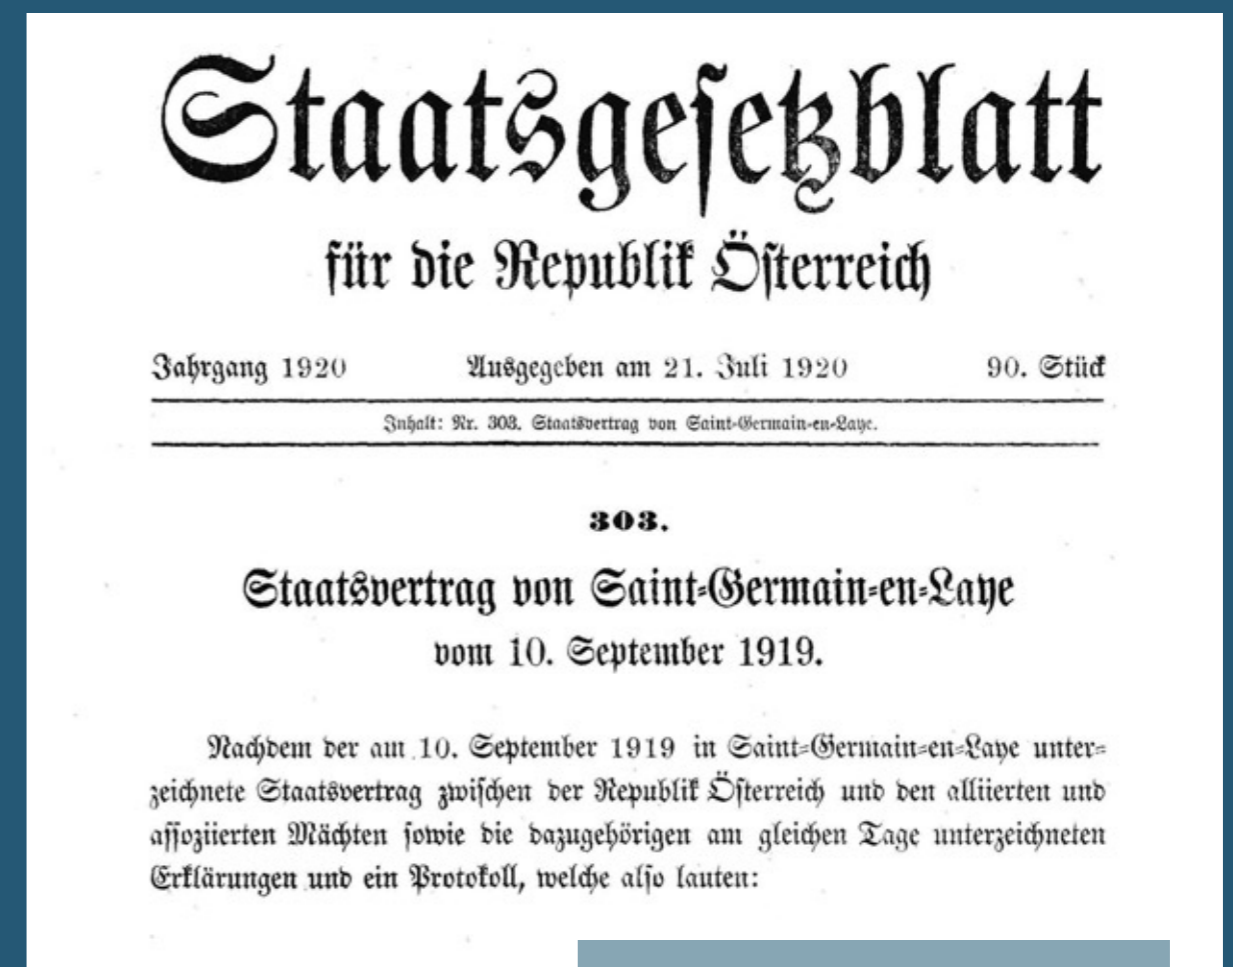 Staatsgesetzblatt
für die Republik Österreich
Jahrgang 1920 Ausgegeben am 21. Juli 1920 90. Stück
Inhalt: Nr. 303. Staatsvertrag von Saint-Germain-en-Laye.
303.
Staatsvertrag von Saint-Germain-en-Laye
vom 10. September 1919.
Nachdem der am 10. September 1919 in Saint-Germain-en-Laye unter-
zeichnete Staatsvertrag zwischen der Republik Österreich und den alliierten und
assoziierten Mächten sowie die dazugehörigen am gleichen Tage unterzeichneten
Erklärungen und ein Protokoll, welche also lauten: